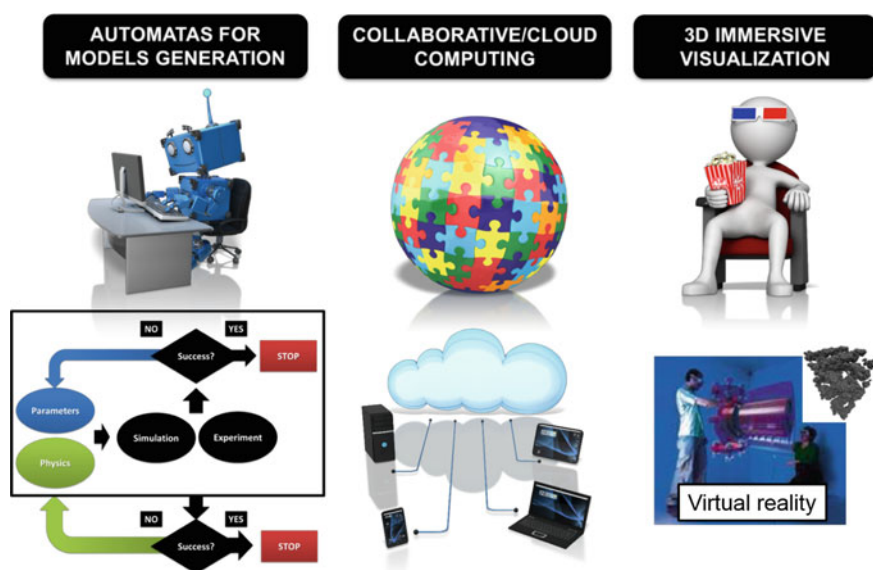 AUTOMATAS FOR
MODELS GENERATION
COLLABORATIVE/CLOUD
COMPUTING
3D IMMERSIVE
VISUALIZATION
NO
YES
Success?
STOP
Parameters
Simulation
Experiment
Physics
NO
YES
Success?
STOP
Virtual reality